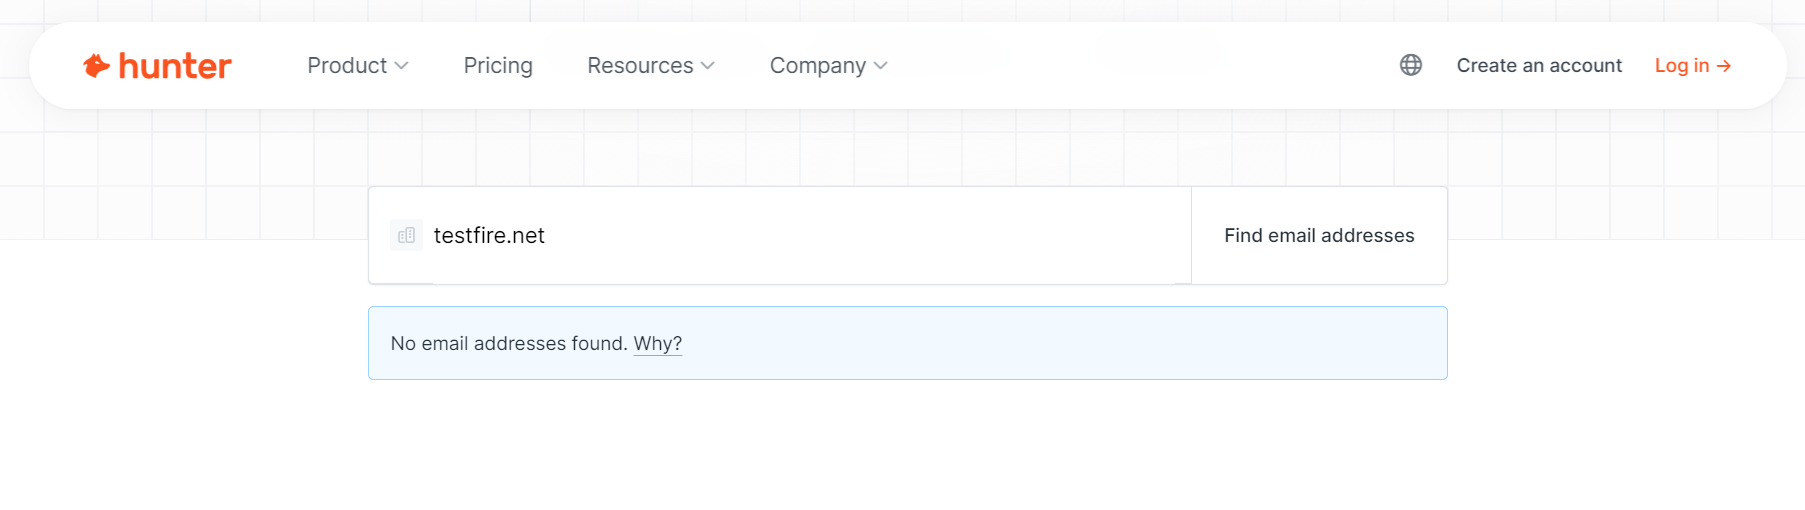 hunter Product Pricing Resources Company Create an account Log in →
testfire.net Find email addresses
No email addresses found. Why?